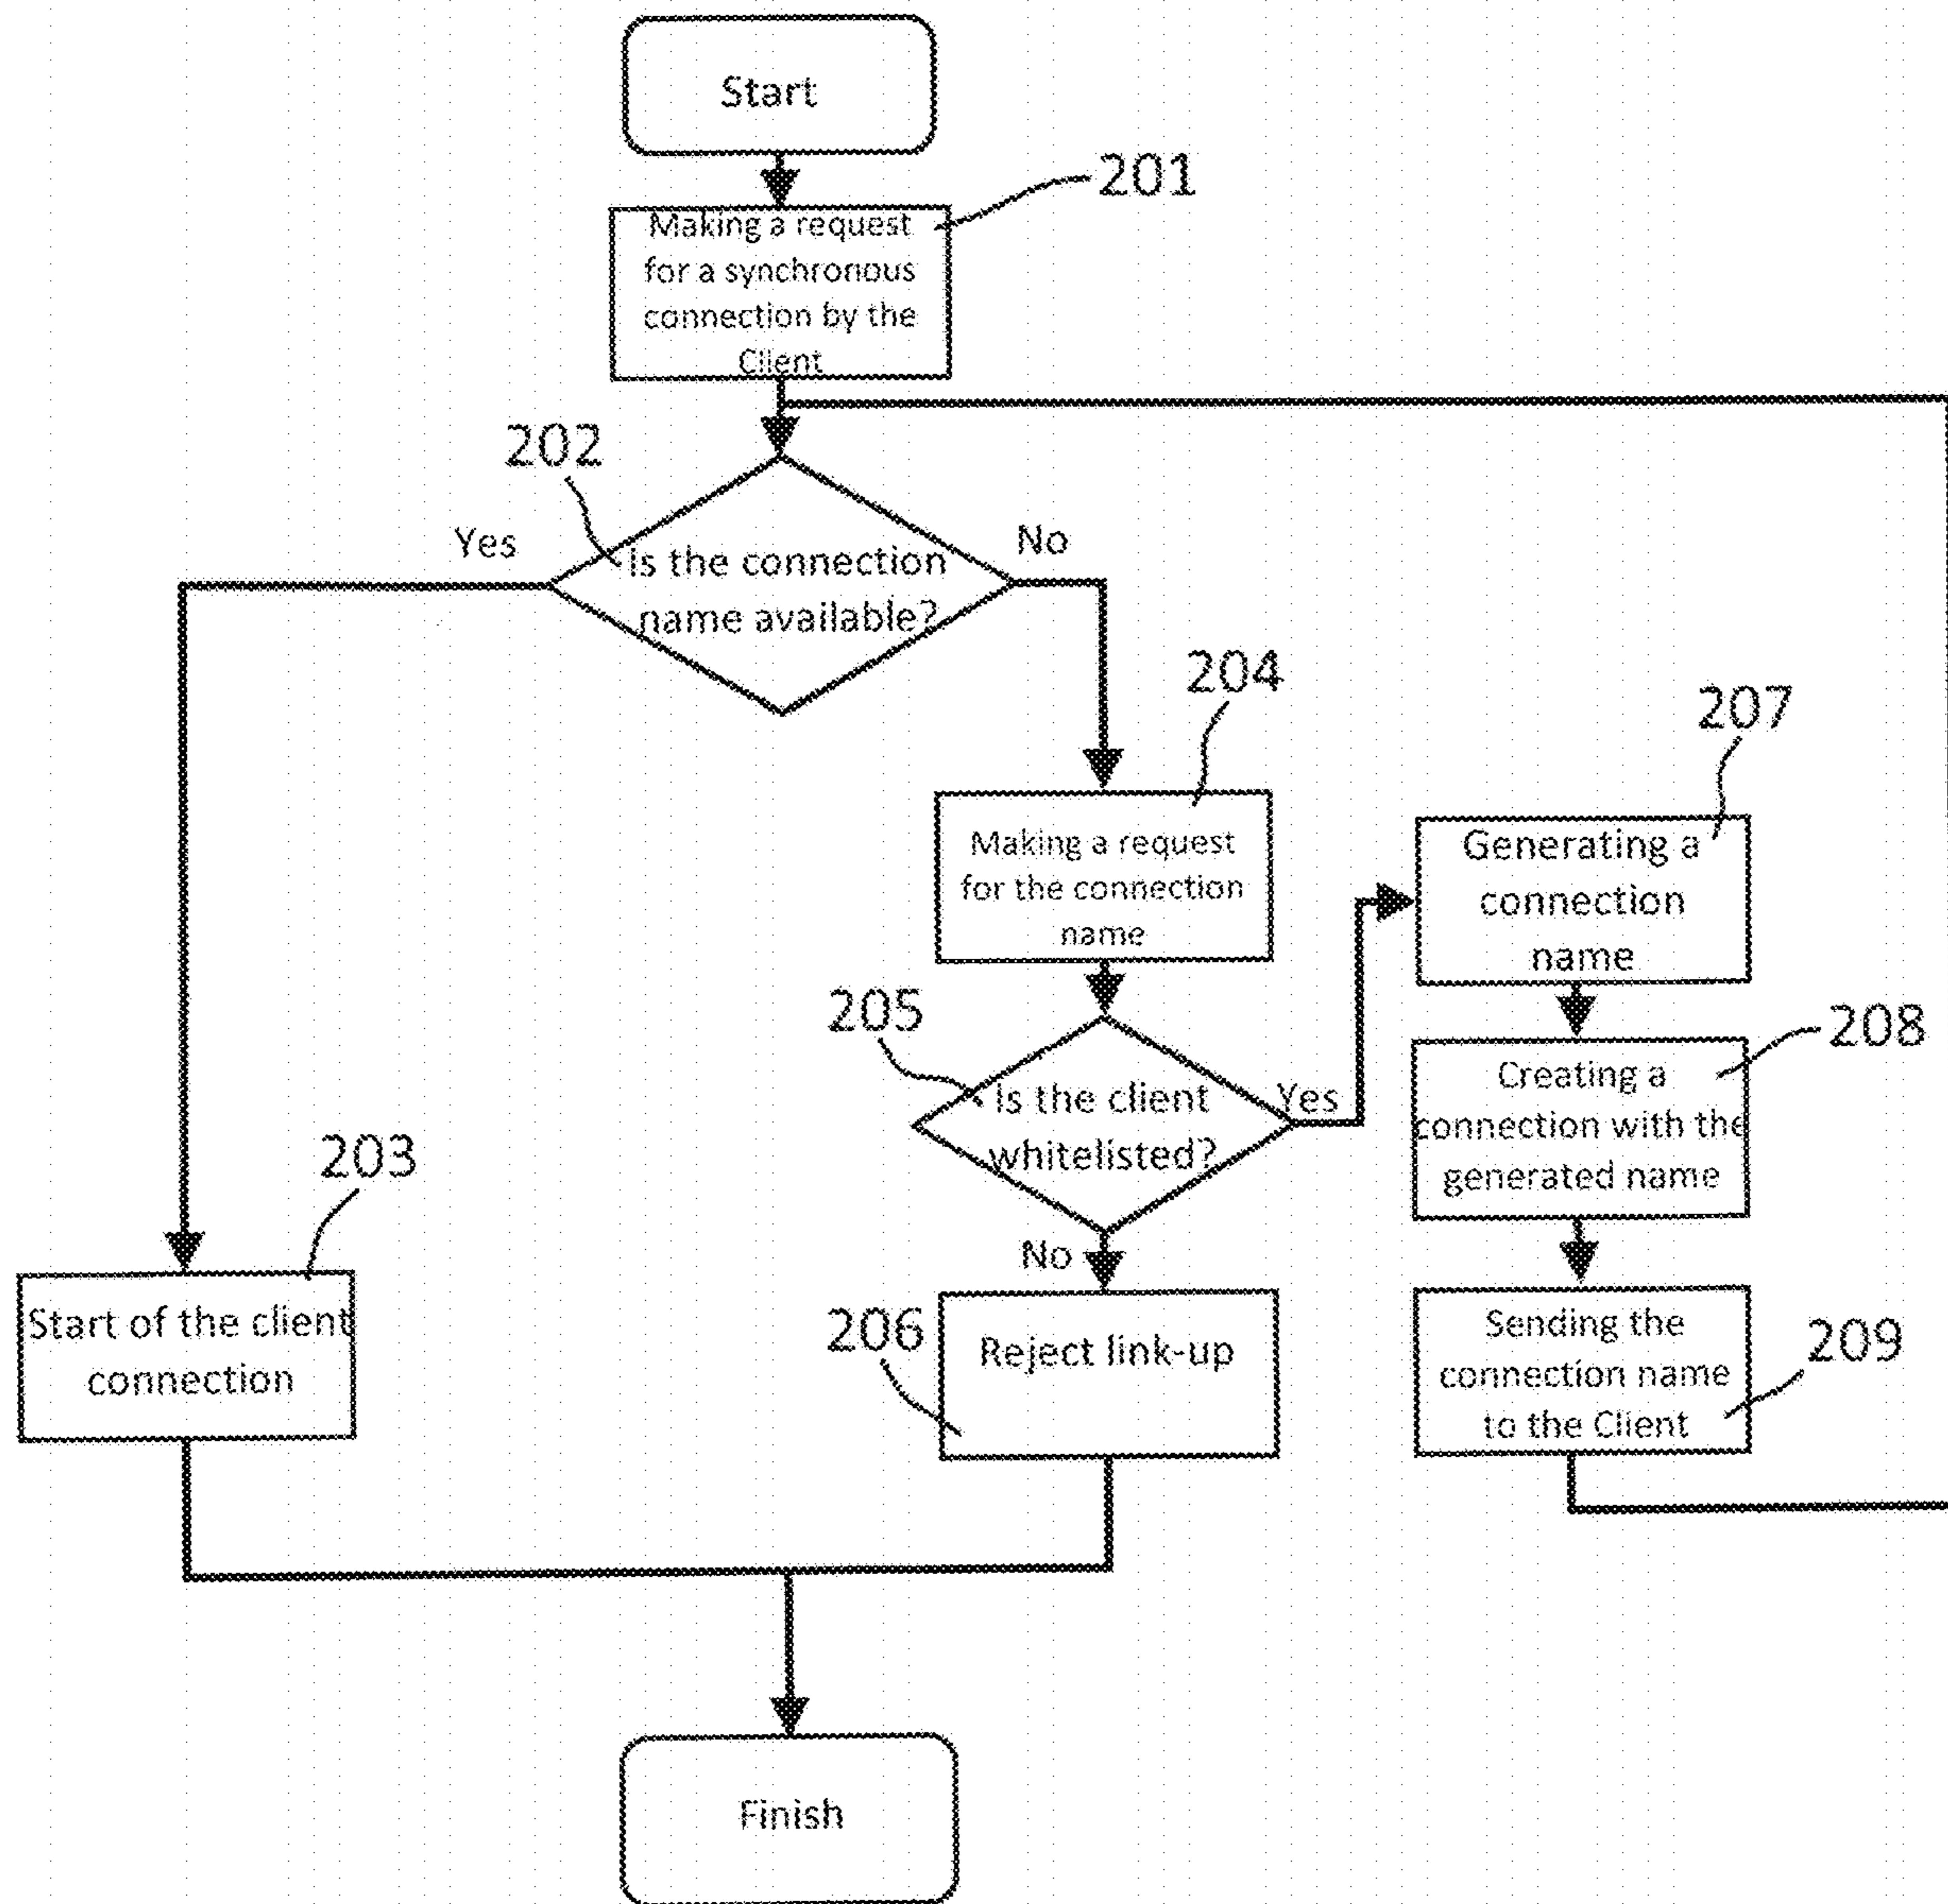 Start
201
Making a request
for a synchronous
connection by the
Client
202
Yes
No
Is the connection
name available?
204
207
Making a request
for the connection
name
Generating a
connection
name
205
208
Is the client
whitelisted?
Yes
Creating a
connection with the
generated name
203
No
Start of the client
connection
206
Reject link-up
Sending the
connection name
to the Client
209
Finish